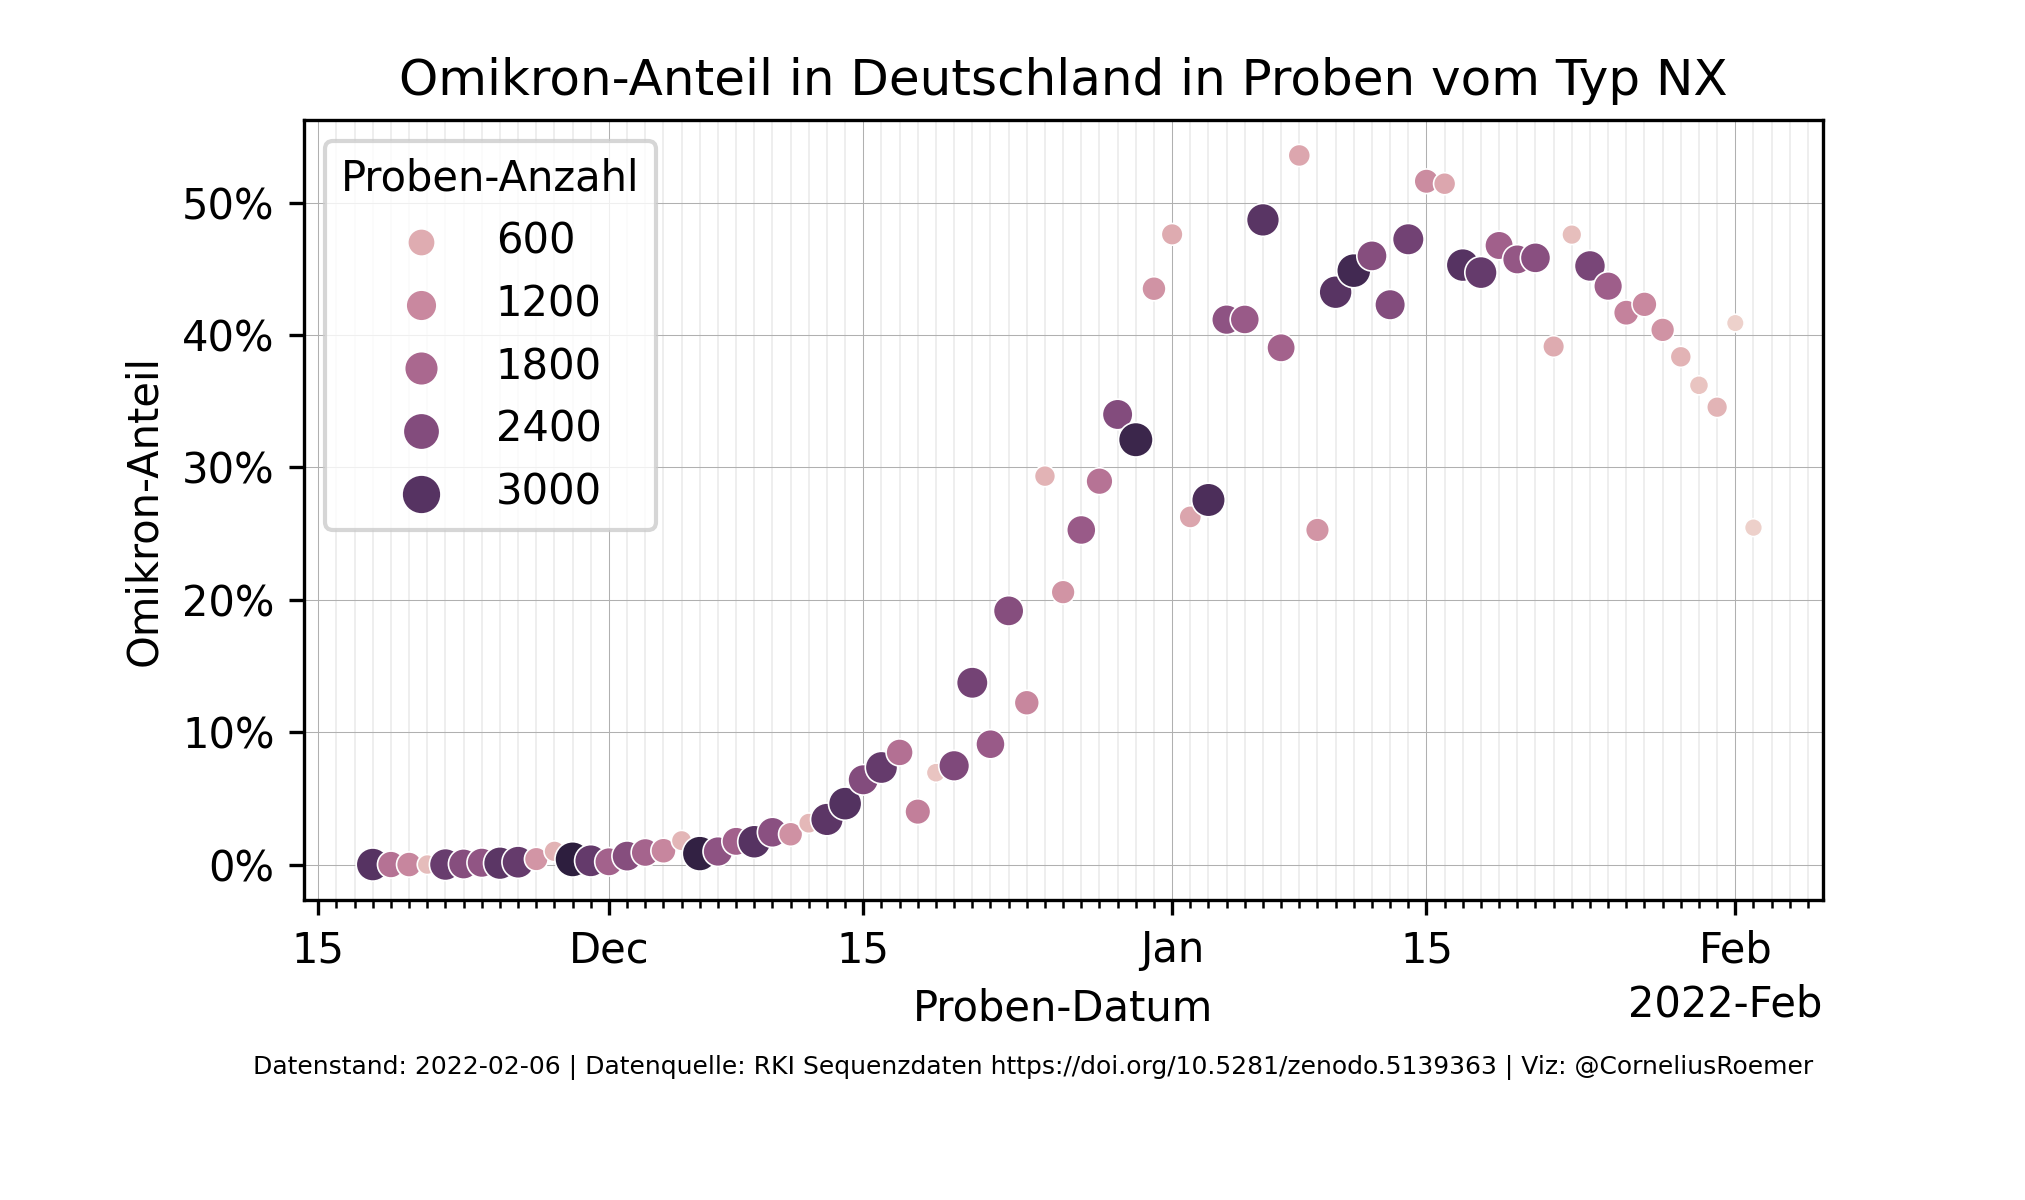 Omikron-Anteil in Deutschland in Proben vom Typ NX
Proben-Anzahl
600
1200
1800
2400
3000
50%
40%
30%
20%
10%
0%
Omikron-Anteil
15 Dec 15 Jan 15 Feb
2022-Feb
Proben-Datum
Datenstand: 2022-02-06 | Datenquelle: RKI Sequenzdaten https://doi.org/10.5281/zenodo.5139363 | Viz: @CorneliusRoemer